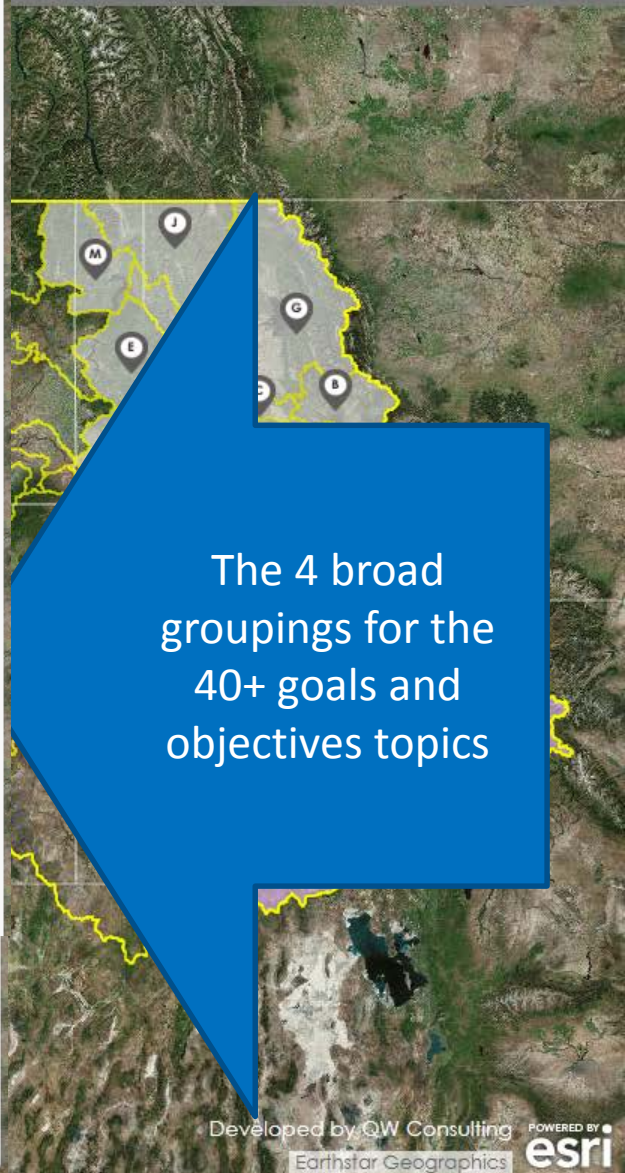 J
M
G
E
B
C
The 4 broad
groupings for the
40+ goals and
objectives topics
Developed by QW Consulting
POWERED BY
esri
Earthstar Geographics